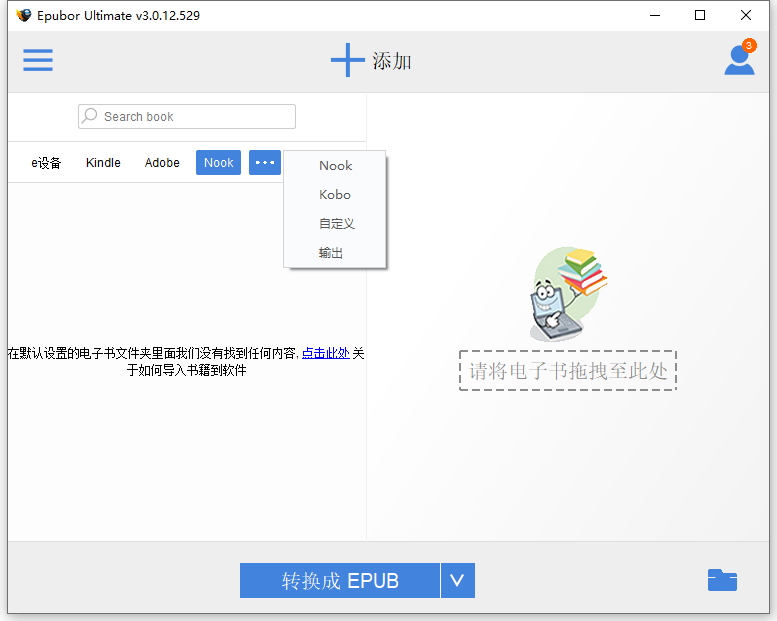 Epubor Ultimate v3.0.12.529
添加
3
Search book
e设备 Kindle Adobe Nook
Nook
Kobo
自定义
输出
在默认设置的电子书文件夹里面我们没有找到任何内容, 点击此处 关
于如何导入书籍到软件
请将电子书拖拽至此处
转换成 EPUB